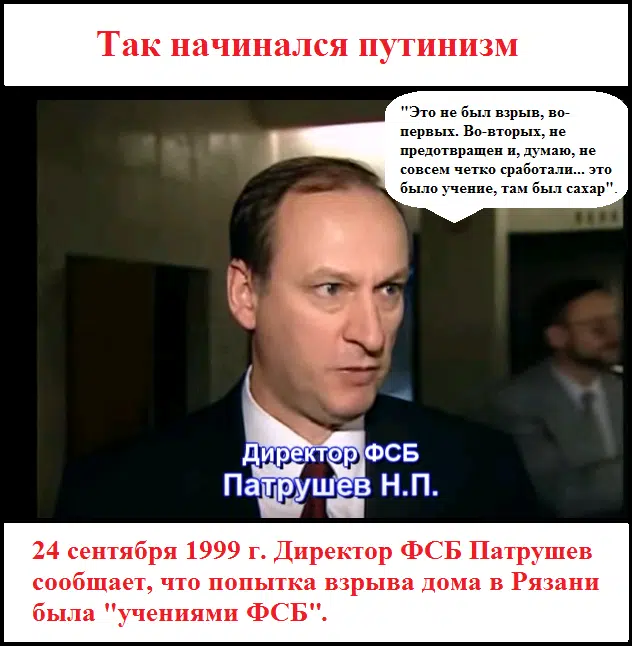 Так начинался путинизм
"Это не был взрыв, во-
первых. Во-вторых, не
предотвращен и, думаю, не
совсем четко сработали... это
было учение, там был сахар".
Директор ФСБ
Патрушев Н.П.
24 сентября 1999 г. Директор ФСБ Патрушев
сообщает, что попытка взрыва дома в Рязани
была "учениями ФСБ".